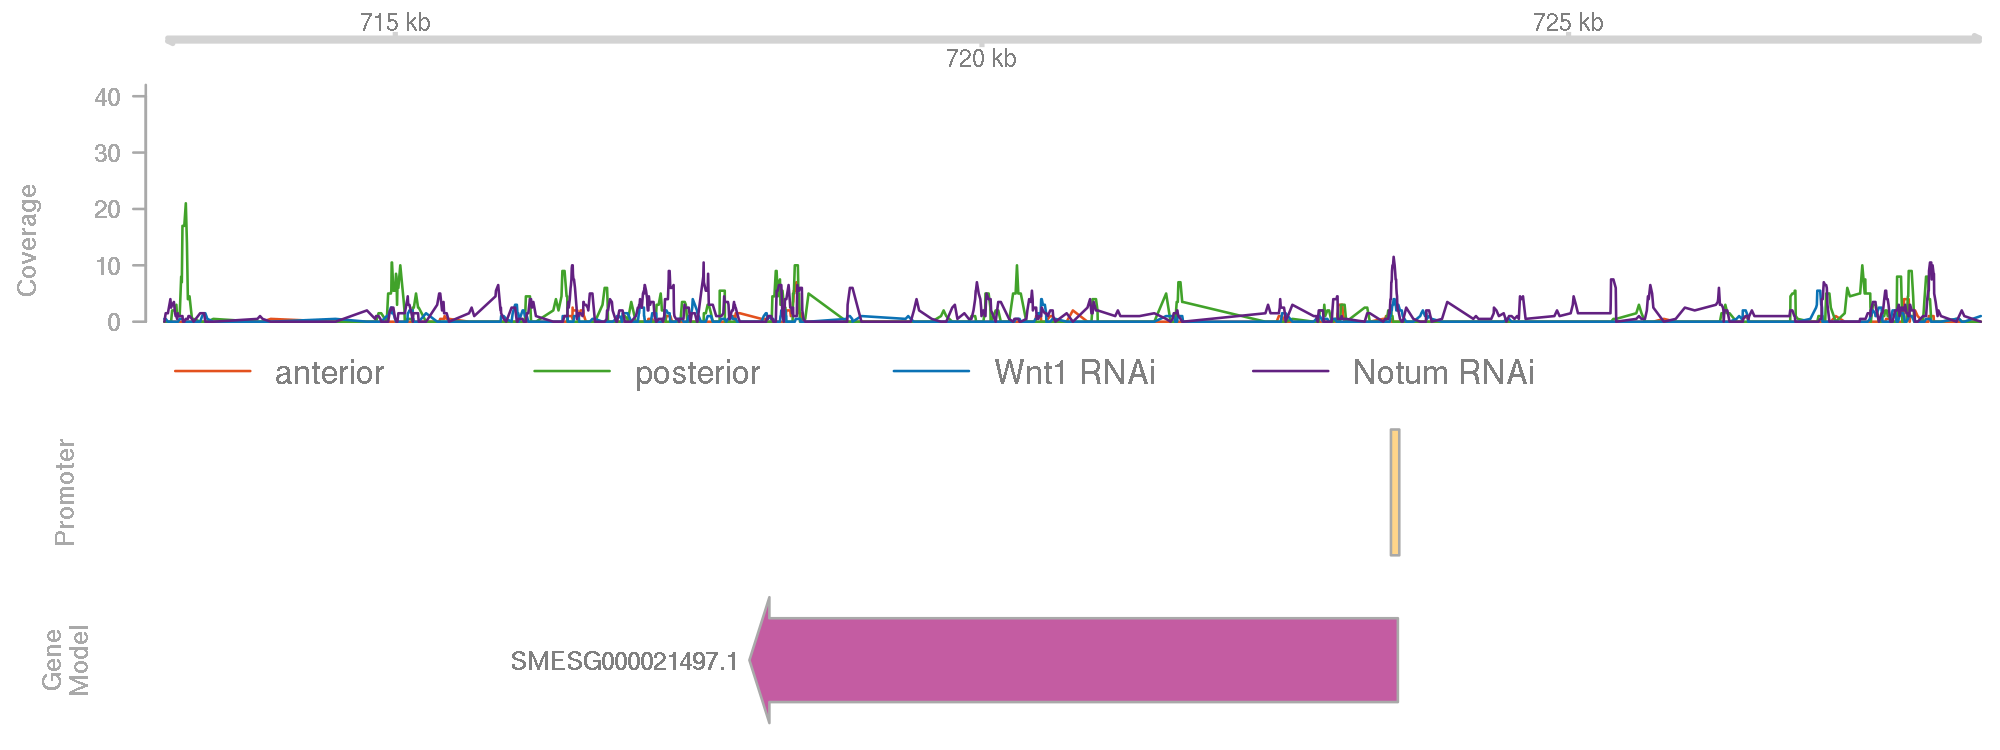 715 kb
725 kb
720 kb
40
30
20
10
0
Coverage
anterior
posterior
Wnt1 RNAi
Notum RNAi
Promoter
Gene
Model
SMESG000021497.1